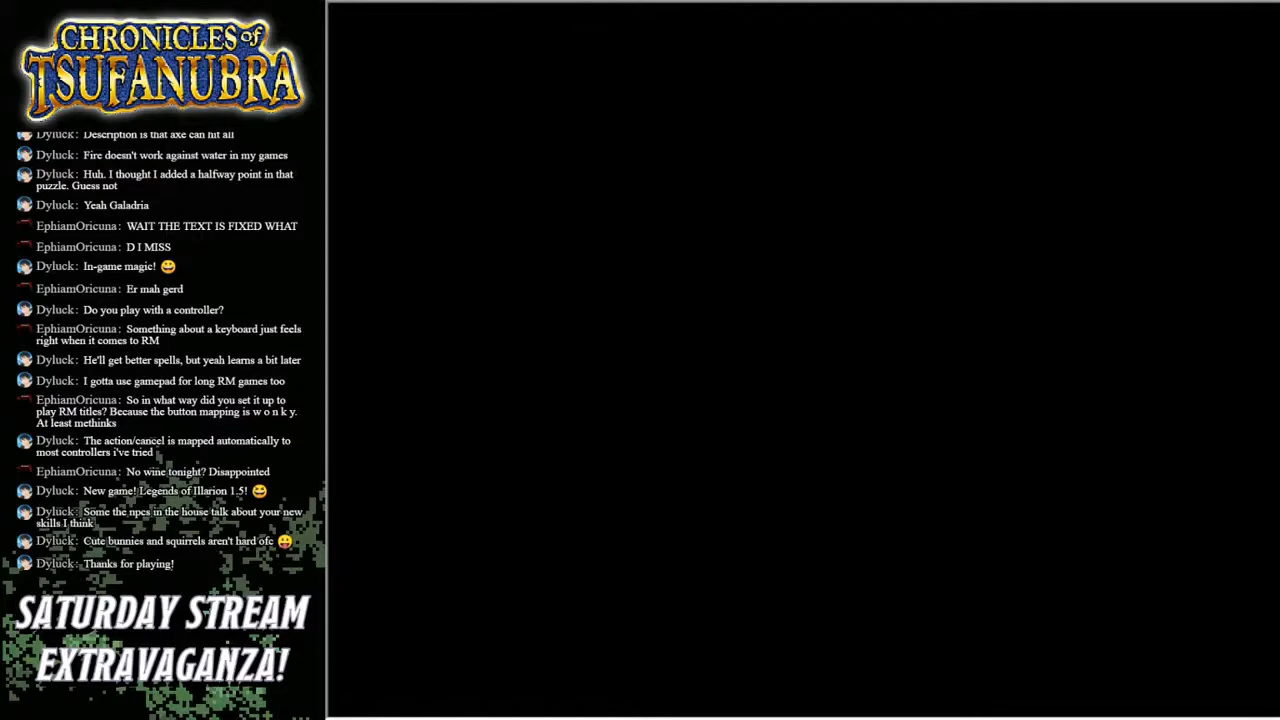 CHRONICLES of
TSUFANUBRA
Dyluck: Description is that axe can hit all
Dyluck: Fire doesn't work against water in my games
Dyluck: Huh. I thought I added a halfway point in that
puzzle. Guess not
Dyluck: Yeah Galadria
EphiamOricuna: WAIT THE TEXT IS FIXED WHAT
EphiamOricuna: D I MISS
Dyluck: In-game magic! 😀
EphiamOricuna: Er mah gerd
Dyluck: Do you play with a controller?
EphiamOricuna: Something about a keyboard just feels
right when it comes to RM
Dyluck: He'll get better spells, but yeah learns a bit later
Dyluck: I gotta use gamepad for long RM games too
EphiamOricuna: So in what way did you set it up to
play RM titles? Because the button mapping is w o n k y.
At least methinks
Dyluck: The action/cancel is mapped automatically to
most controllers i've tried
EphiamOricuna: No wine tonight? Disappointed
Dyluck: New game! Legends of Illarion 1.5! 😆
Dyluck: Some the npcs in the house talk about your new
skills I think
Dyluck: Cute bunnies and squirrels aren't hard ofc 😛
Dyluck: Thanks for playing!
SATURDAY STREAM
EXTRAVAGANZA!